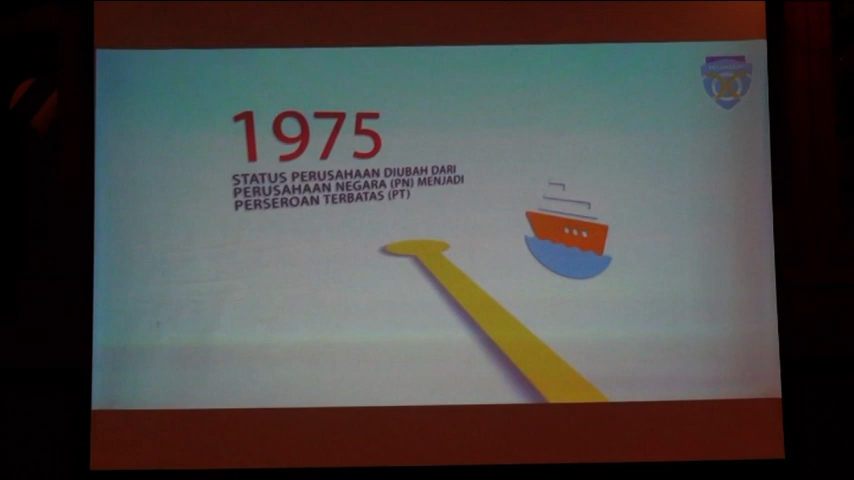 1975
STATUS PERUSAHAAN DIUBAH DARI
PERUSAHAAN NEGARA (PN) MENJADI
PERSEROAN TERBATAS (PT)